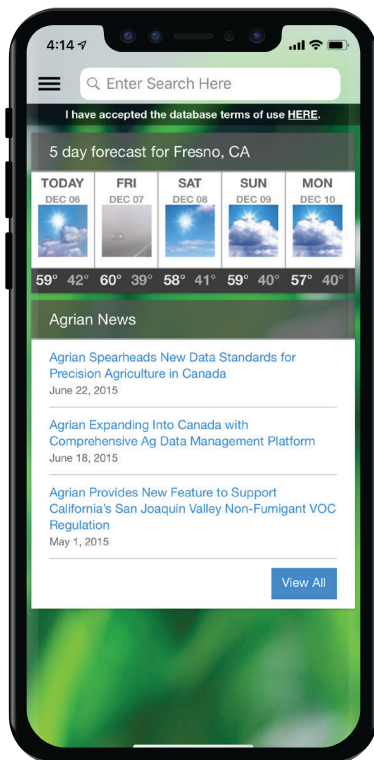 4:14
Enter Search Here
I have accepted the database terms of use HERE.
5 day forecast for Fresno, CA
TODAY FRI SAT SUN MON
DEC 06 DEC 07 DEC 08 DEC 09 DEC 10
59° 42° 60° 39° 58° 41° 59° 40° 57° 40°
Agrian News
Agrian Spearheads New Data Standards for
Precision Agriculture in Canada
June 22, 2015
Agrian Expanding Into Canada with
Comprehensive Ag Data Management Platform
June 18, 2015
Agrian Provides New Feature to Support
California's San Joaquin Valley Non-Fumigant VOC
Regulation
May 1, 2015
View All